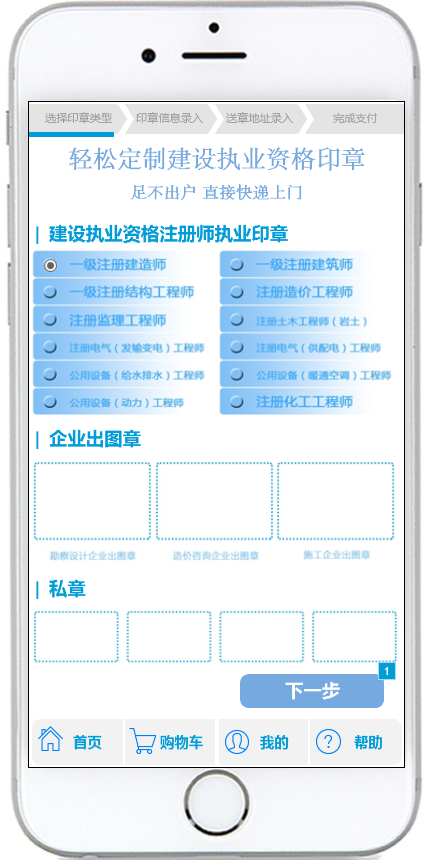 选择印章类型 印章信息录入 送章地址录入 完成支付
轻松定制建设执业资格印章
足不出户 直接快递上门
建设执业资格注册师执业印章
一级注册建造师 一级注册建筑师
一级注册结构工程师 注册造价工程师
注册监理工程师 注册土木工程师（岩土）
注册电气（发输变电）工程师 注册电气（供配电）工程师
公用设备（给水排水）工程师 公用设备（暖通空调）工程师
公用设备（动力）工程师 注册化工工程师
企业出图章
勘察设计企业出图章 造价咨询企业出图章 施工企业出图章
私章
1
下一步
首页 购物车 我的 ? 帮助